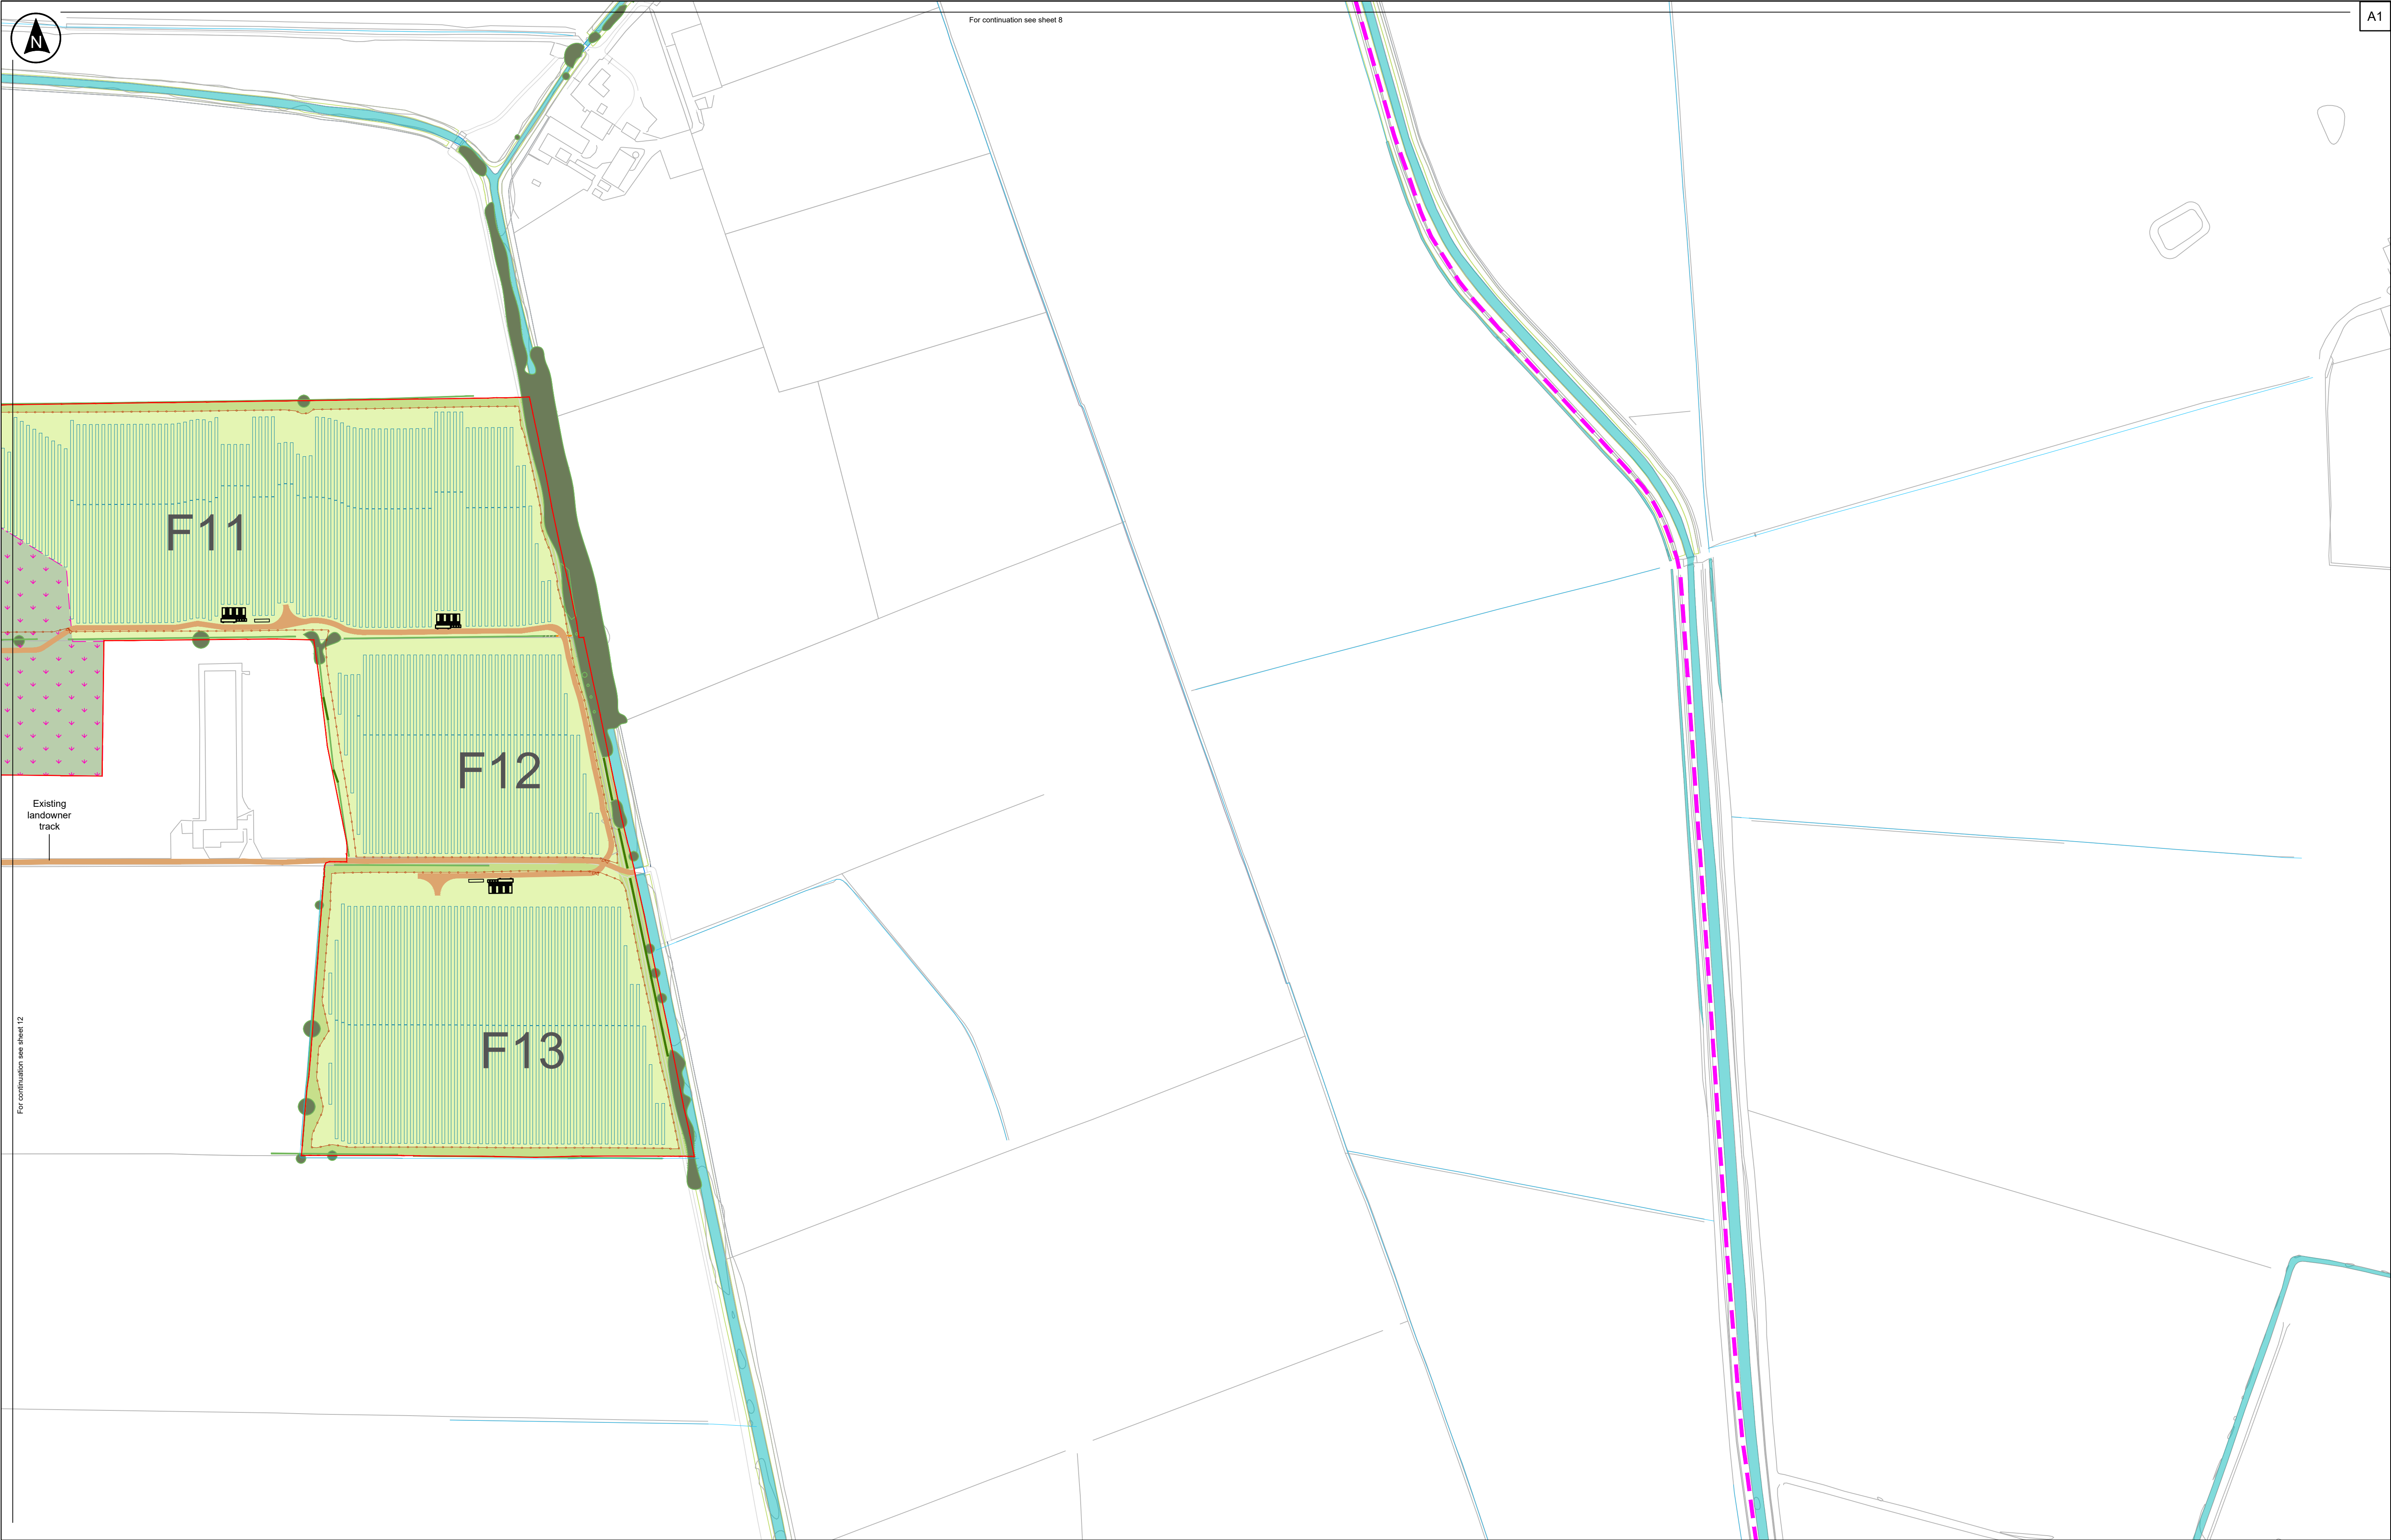 For continuation see sheet 8
A1
N
F11
F12
Existing
landowner
track
For continuation see sheet 12
F13